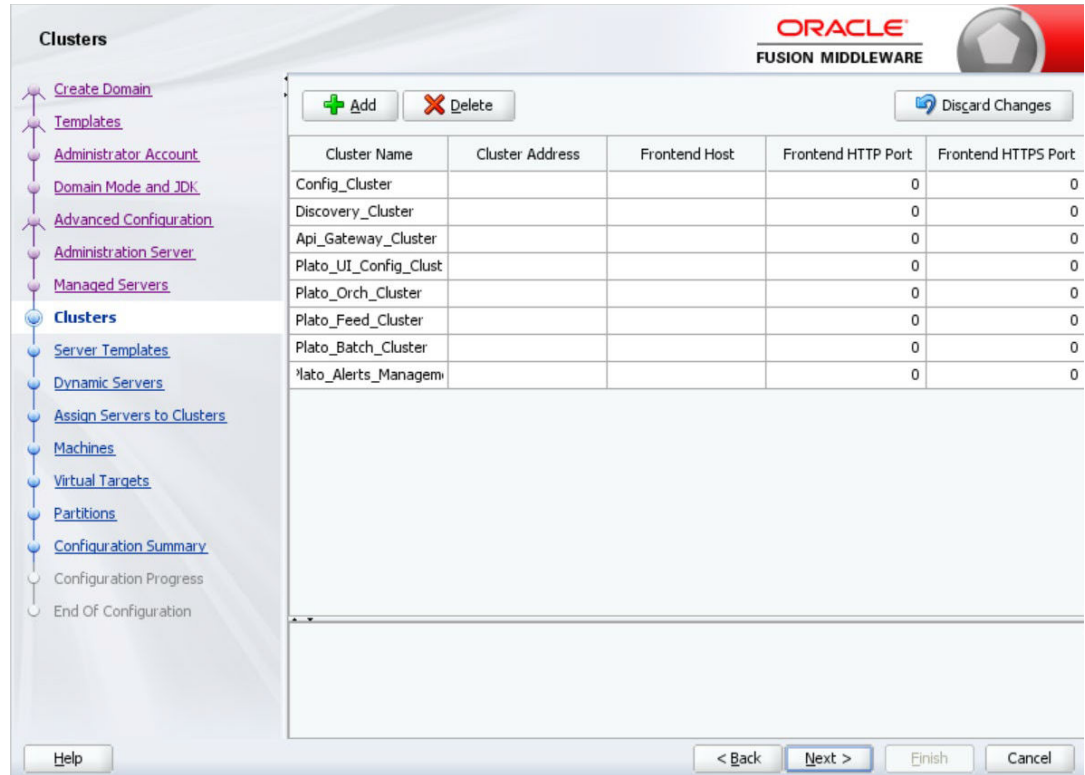 Clusters
ORACLE
FUSION MIDDLEWARE
Create Domain
Templates
Administrator Account
Domain Mode and JDK
Advanced Configuration
Administration Server
Managed Servers
Clusters
Server Templates
Dynamic Servers
Assign Servers to Clusters
Machines
Virtual Targets
Partitions
Configuration Summary
Configuration Progress
End Of Configuration
Add Delete Discard Changes
Cluster Name Cluster Address Frontend Host Frontend HTTP Port Frontend HTTPS Port
Config_Cluster 0 0
Discovery_Cluster 0 0
Api_Gateway_Cluster 0 0
Plato_UI_Config_Clust 0 0
Plato_Orch_Cluster 0 0
Plato_Feed_Cluster 0 0
Plato_Batch_Cluster 0 0
lato_Alerts_Managem 0 0
Help < Back Next > Finish Cancel